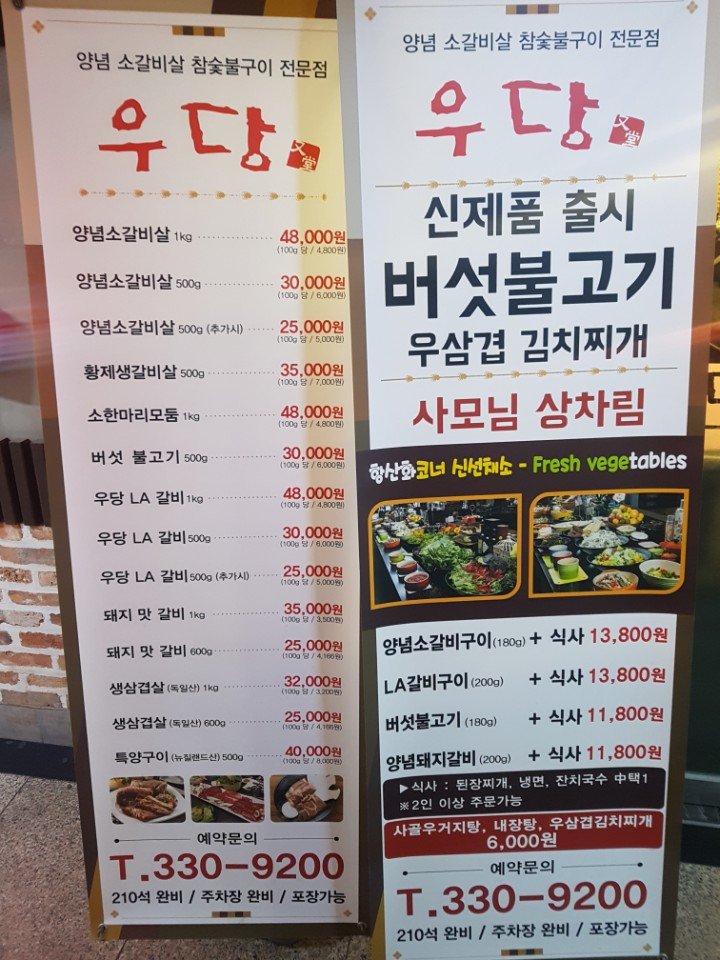 양념 소갈비살 참숯불구이 전문점
우당
又堂
양념소갈비살 1kg 48,000원
(100g 당 / 4,800원)
양념소갈비살 500g 30,000원
(100g 당 / 6,000원)
양념소갈비살 500g (추가시) 25,000원
(100g 당 / 5,000원)
황제생갈비살 500g 35,000원
(100g 당 / 7,000원)
소한마리모둠 1kg 48,000원
(100g 당 / 4,800원)
버섯 불고기 500g 30,000원
(100g 당 / 6,000원)
우당 LA 갈비 1kg 48,000원
(100g 당 / 4,800원)
우당 LA 갈비 500g 30,000원
(100g 당 / 6,000원)
우당 LA 갈비 500g (추가시) 25,000원
(100g 당 / 5,000원)
돼지 맛 갈비 1kg 35,000원
(100g 당 / 3,500원)
돼지 맛 갈비 600g 25,000원
(100g 당 / 4,166원)
생삼겹살 (독일산) 1kg 32,000원
(100g 당 / 3,200원)
생삼겹살 (독일산) 600g 25,000원
(100g 당 / 4,166원)
특양구이 (뉴질랜드산) 500g 40,000원
(100g 당 / 8,000원)
예약문의
T.330-9200
210석 완비 / 주차장 완비 / 포장가능
양념 소갈비살 참숯불구이 전문점
우당
又堂
신제품 출시
버섯불고기
우삼겹 김치찌개
사모님 상차림
항산화코너 신선채소 - Fresh vegetables
양념소갈비구이 (180g) + 식사 13,800원
LA갈비구이 (200g) + 식사 13,800원
버섯불고기 (180g) + 식사 11,800원
양념돼지갈비 (200g) + 식사 11,800원
▶식사 : 된장찌개, 냉면, 잔치국수 中택1
※2인 이상 주문가능
사골우거지탕, 내장탕, 우삼겹김치찌개
6,000원
예약문의
T.330-9200
210석 완비 / 주차장 완비 / 포장가능